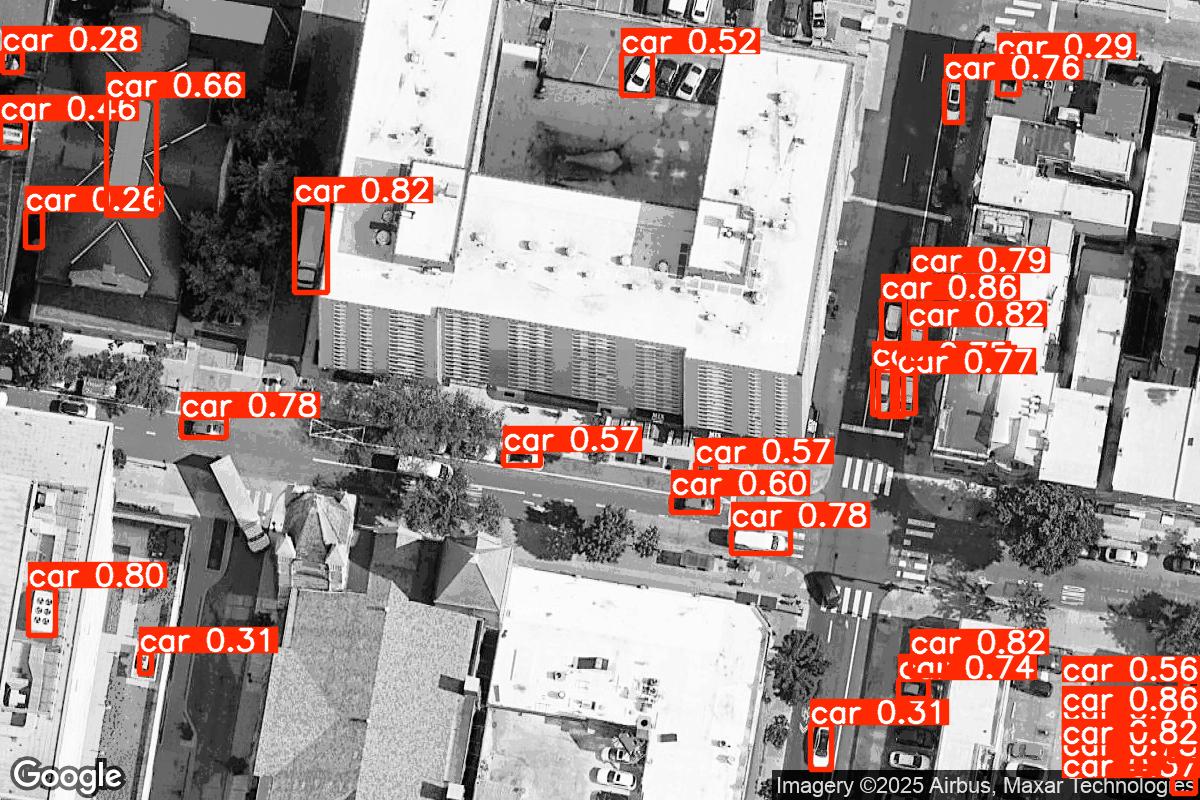 car 0.28
car 0.52
car 0.29
car 0.76
car 0.66
car 0.46
car 0.26
car 0.82
car 0.79
car 0.86
car 0.82
car 0.77
car 0.78
car 0.57
car 0.57
car 0.60
car 0.78
car 0.80
car 0.31
car 0.82
car 0.74
car 0.56
car 0.86
car 0.31
car 0.82
car
Google
Imagery ©2025 Airbus, Maxar Technologies